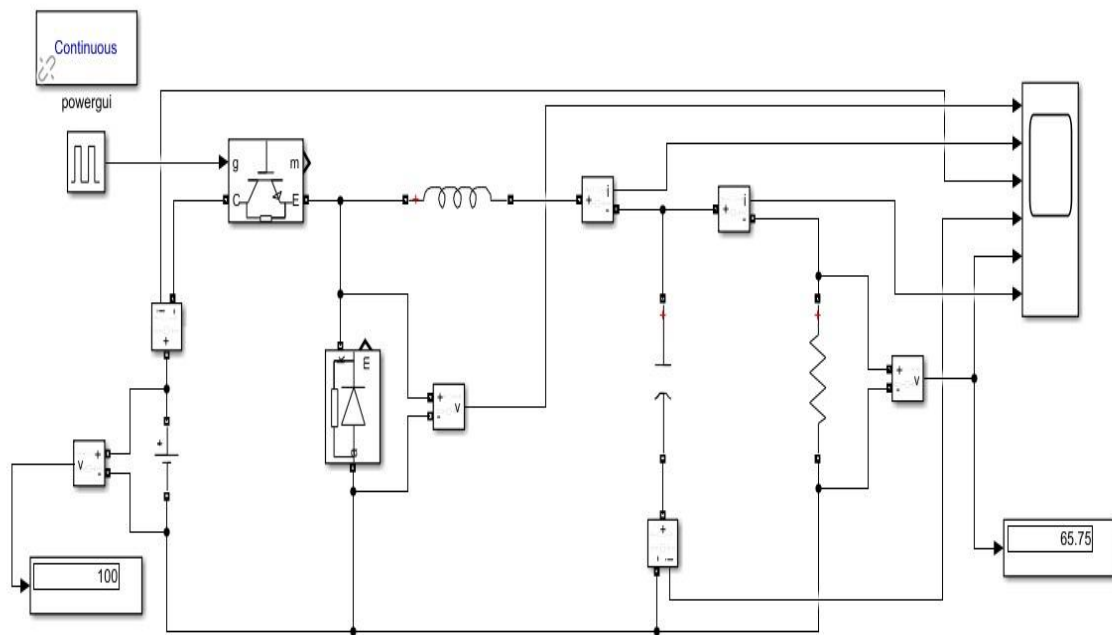 Continuous
powergui
g
m
C
E
i
+
-
+
i
-
i
-
+
k
m
a
+
-
v
+
-
v
+
+
-
v
+
-
i
100
65.75